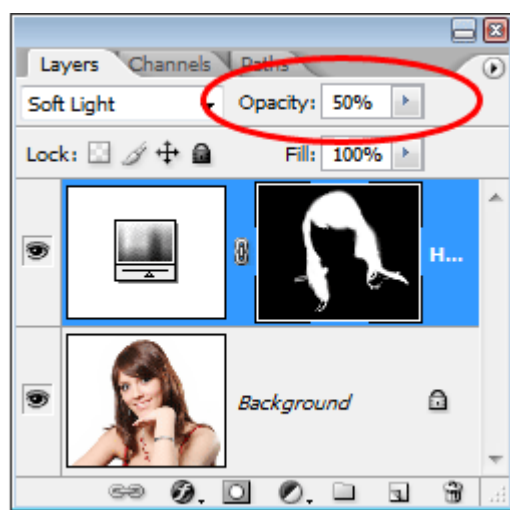 Layers Channels Paths
Soft Light Opacity: 50%
Lock: Fill: 100%
H...
Background